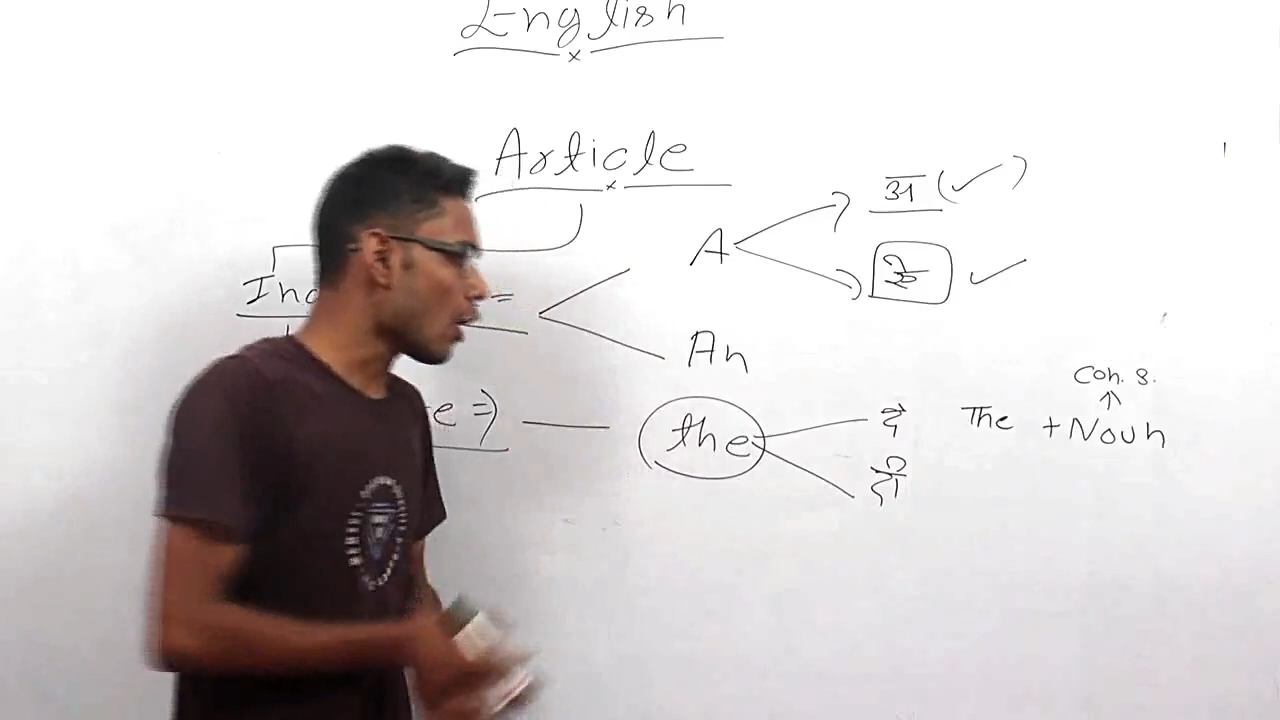 English
Article
A अ (✓)
ऐ ✓
Ind =
An
Con. S.
e ⇒ the दे The + Noun
दी